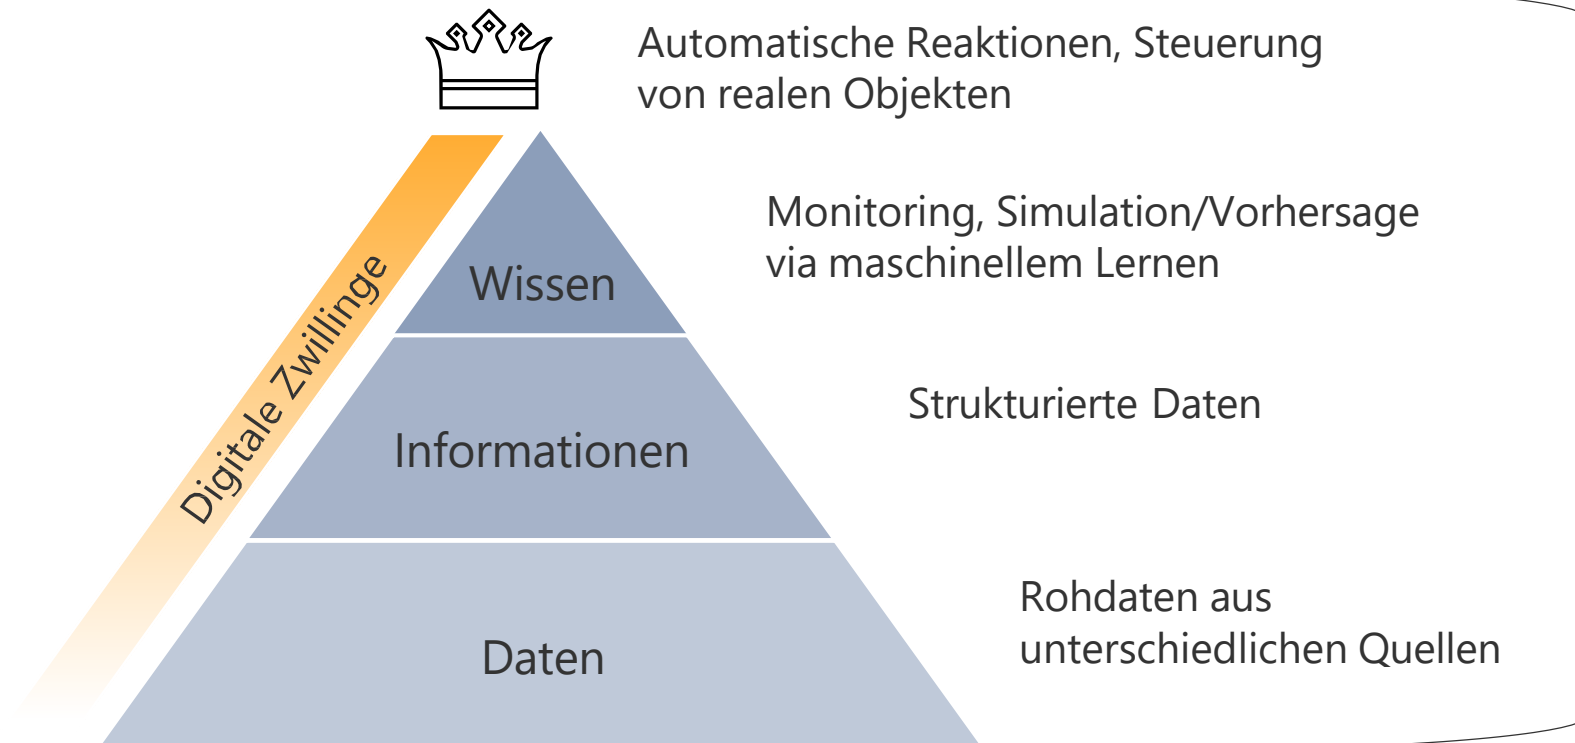 Automatische Reaktionen, Steuerung
von realen Objekten
Monitoring, Simulation/Vorhersage
via maschinellem Lernen
Wissen
Digitale Zwillinge
Strukturierte Daten
Informationen
Rohdaten aus
unterschiedlichen Quellen
Daten